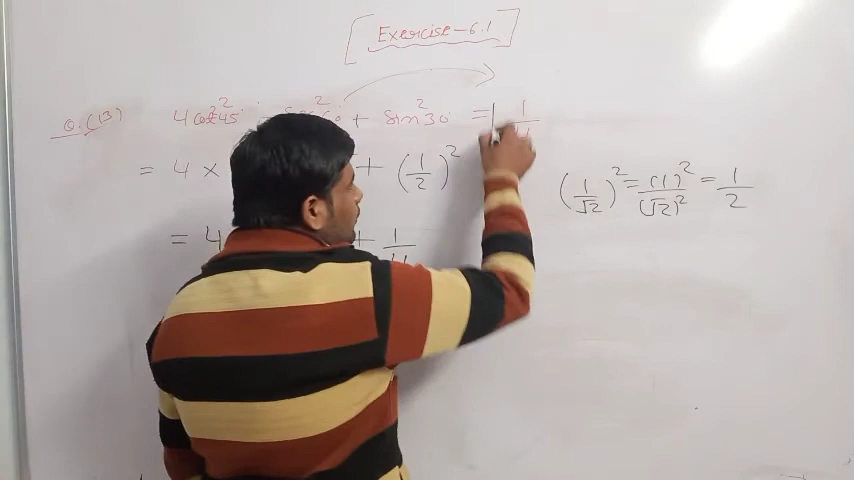 Exercise-6.1
Q.(13) 4cot²45° - sec²60° + sin²30° = 1/4
= 4 × + (1/2)²
= 4 + 1/4
(1/√2)² = (1)²/(√2)² = 1/2